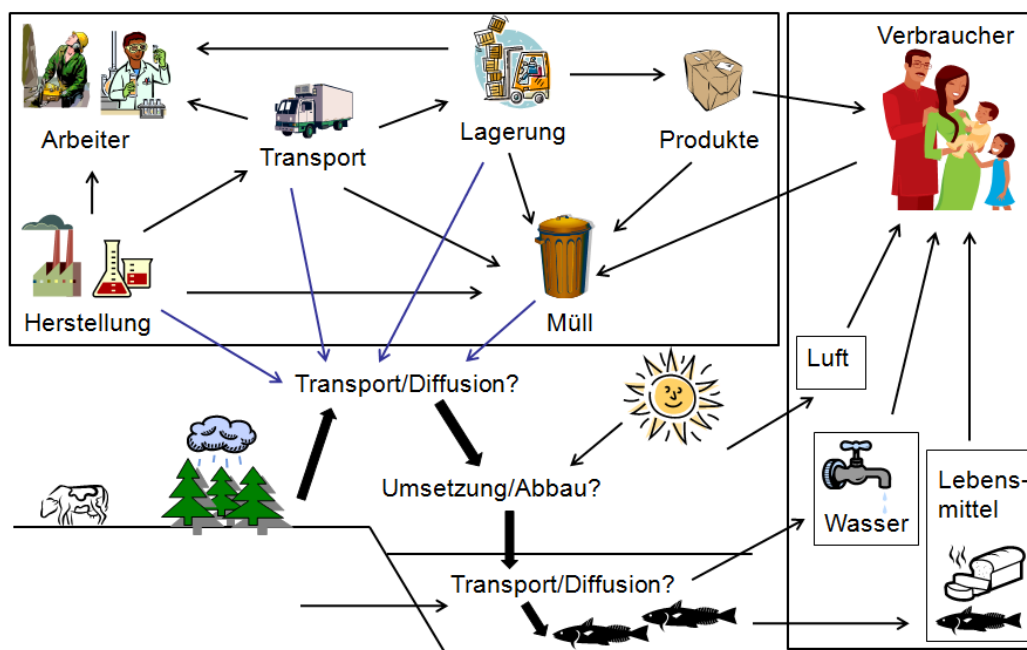 Verbraucher
Arbeiter
Transport
Lagerung
Produkte
Herstellung
Müll
Transport/Diffusion?
Luft
Umsetzung/Abbau?
Wasser
Lebens-
mittel
Transport/Diffusion?